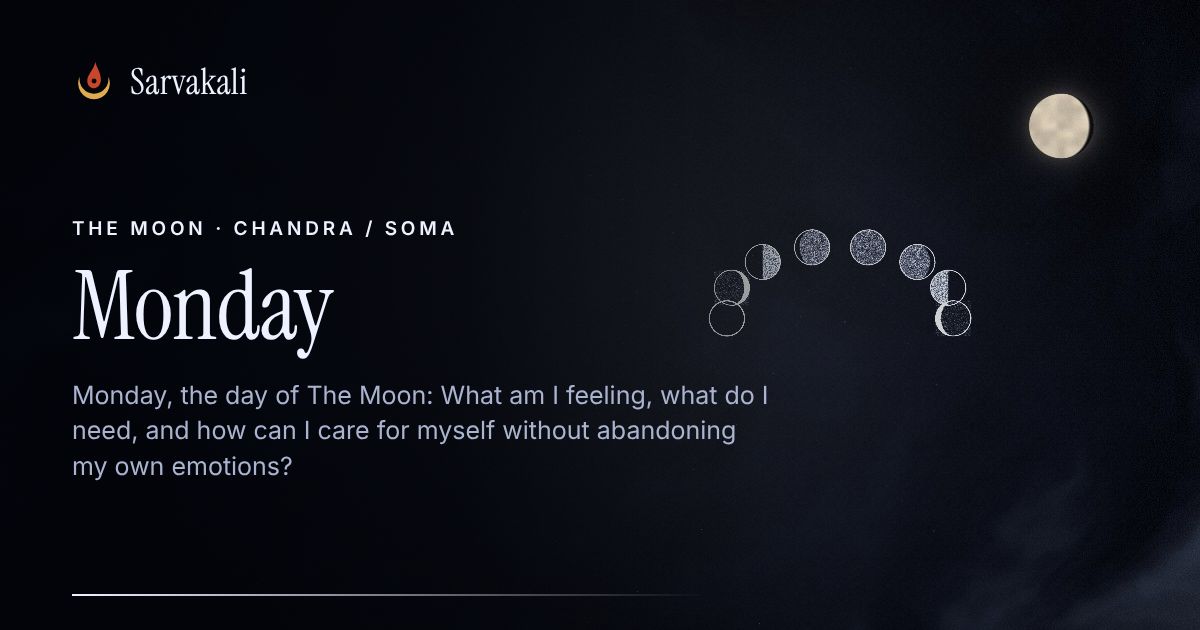 Sarvakali
THE MOON · CHANDRA / SOMA
Monday
Monday, the day of The Moon: What am I feeling, what do I
need, and how can I care for myself without abandoning
my own emotions?